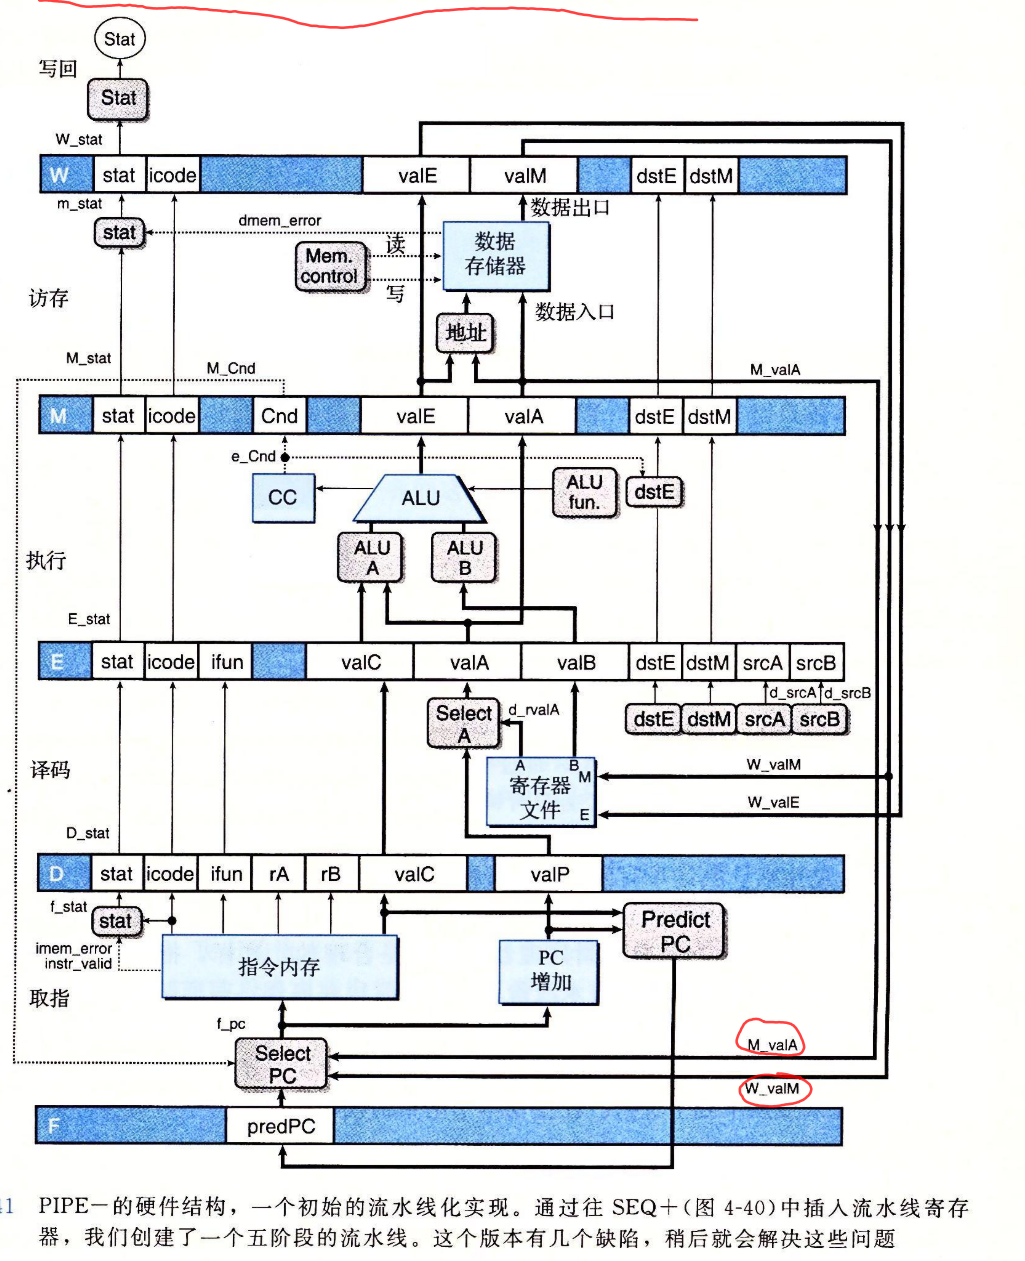 Stat
写回
Stat
W_stat
W stat icode valE valM dstE dstM
m_stat
数据出口
stat
dmem_error
读
数据
存储器
Mem.
control
写
访存
数据入口
地址
M_stat
M_Cnd
M_valA
M stat icode Cnd valE valA dstE dstM
e_Cnd
CC
ALU
ALU
fun.
dstE
执行
ALU
A
ALU
B
E_stat
E stat icode ifun valC valA valB dstE dstM srcA srcB
d_srcA d_srcB
Select
A
d_rvalA
dstE dstM srcA srcB
译码
A B
M
寄存器
文件
E
W_valM
W_valE
D_stat
D stat icode ifun rA rB valC valP
f_stat
stat
Predict
PC
imem_error
instr_valid
指令内存
PC
增加
取指
f_pc
M_valA
Select
PC
W_valM
F predPC
41 PIPE-的硬件结构，一个初始的流水线化实现。通过往 SEQ+(图 4-40)中插入流水线寄存
器，我们创建了一个五阶段的流水线。这个版本有几个缺陷，稍后就会解决这些问题